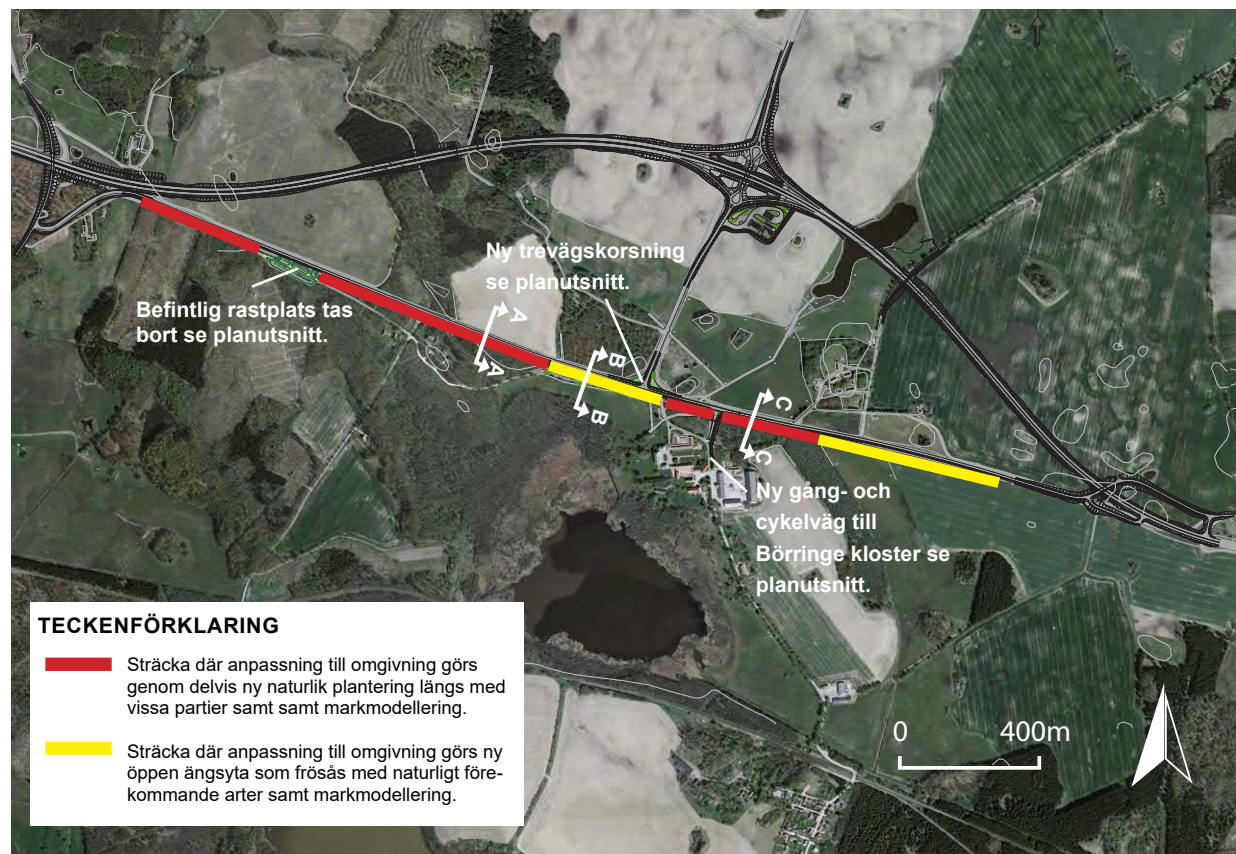 Ny trevägskorsning
se planutsnitt.
Befintlig rastplats tas
bort se planutsnitt.
A
A
B
B
C
C
Ny gång- och
cykelväg till
Börringe kloster se
planutsnitt.
TECKENFÖRKLARING
Sträcka där anpassning till omgivning görs
genom delvis ny naturlik plantering längs med
vissa partier samt samt markmodellering.
Sträcka där anpassning till omgivning görs ny
öppen ängsyta som frösås med naturligt före-
kommande arter samt markmodellering.
0 400m